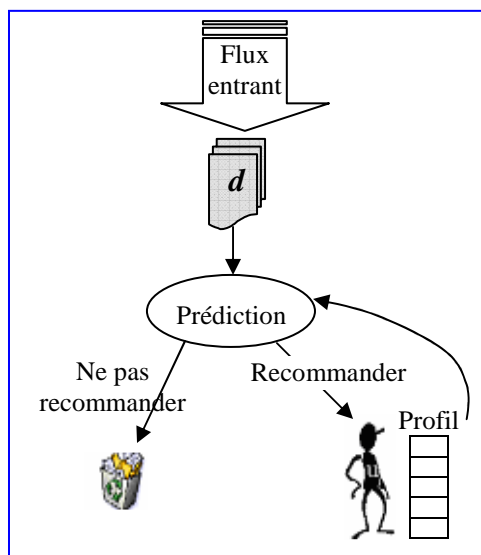 Flux
entrant
d
Prédiction
Ne pas
recommander
Recommander
Profil
u